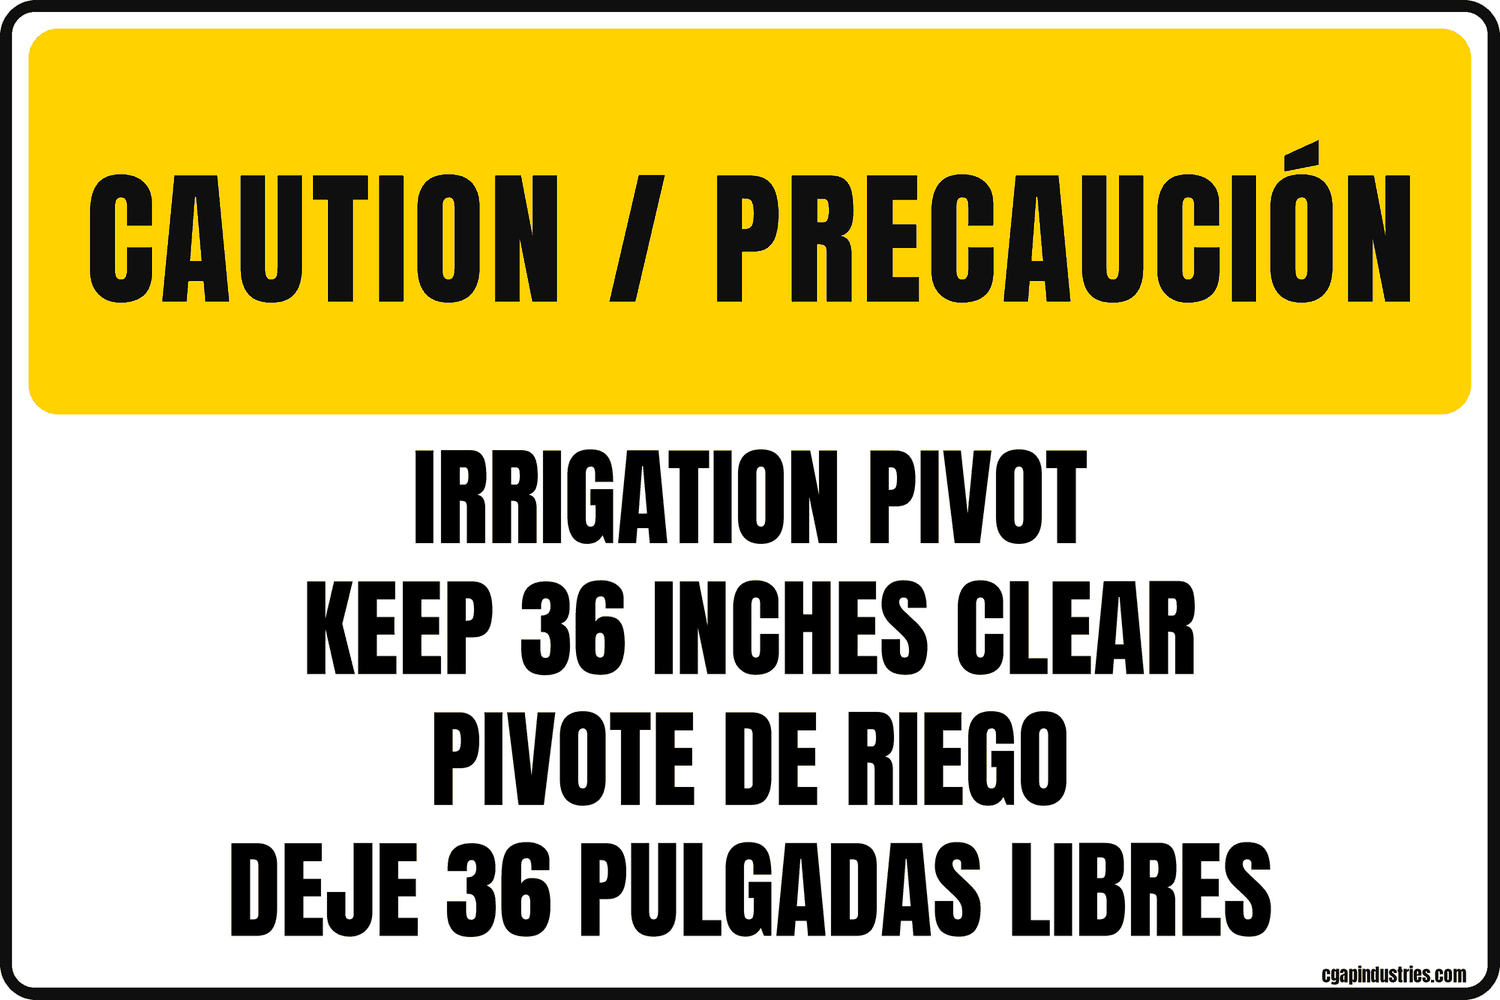 CAUTION / PRECAUCIÓN
IRRIGATION PIVOT
KEEP 36 INCHES CLEAR
PIVOTE DE RIEGO
DEJE 36 PULGADAS LIBRES
cgapindustries.com